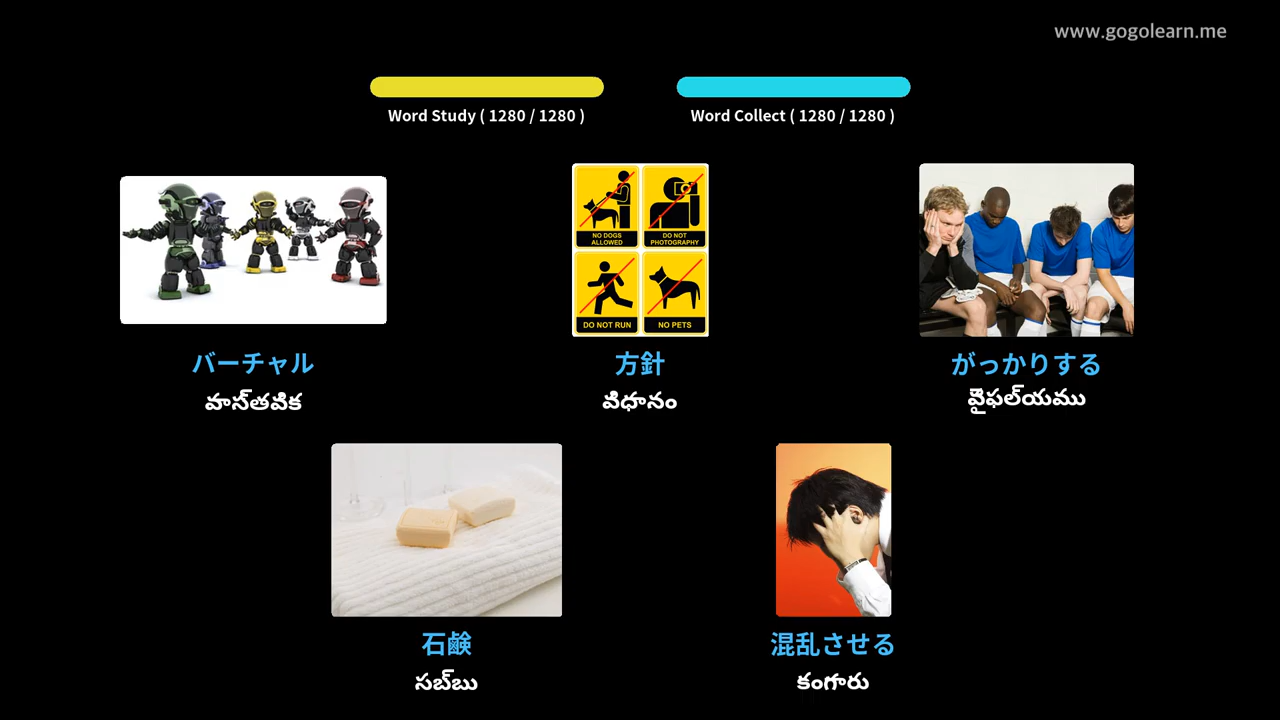 www.gogolearn.me
Word Study ( 1280 / 1280 )
Word Collect ( 1280 / 1280 )
NO DOGS
ALLOWED
DO NOT
PHOTOGRAPHY
DO NOT RUN
NO PETS
バーチャル
方針
がっかりする
వాస్‌తవిక
విధానం
వైఫల్‌యము
石鹸
混乱させる
సబ్‌బు
కంగారు